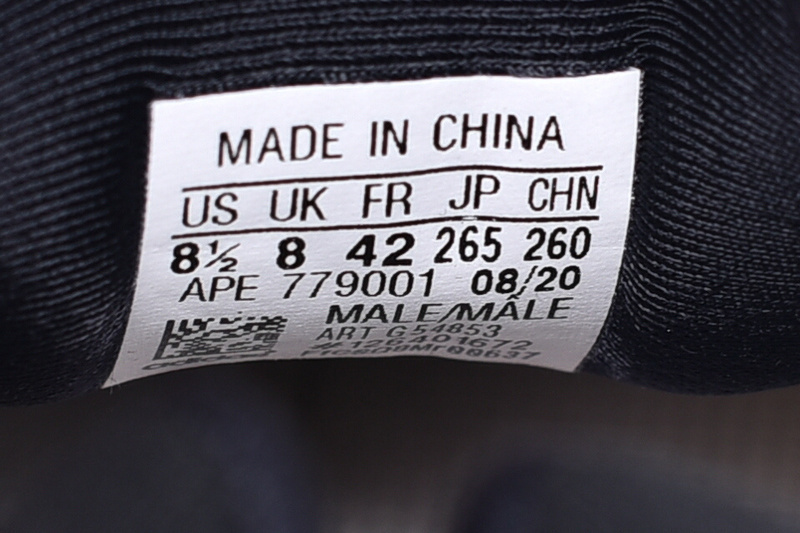 MADE IN CHINA
US UK FR JP CHN
8½ 8 42 265 260
APE 779001 08/20
MALE/MÂLE
ART G54853